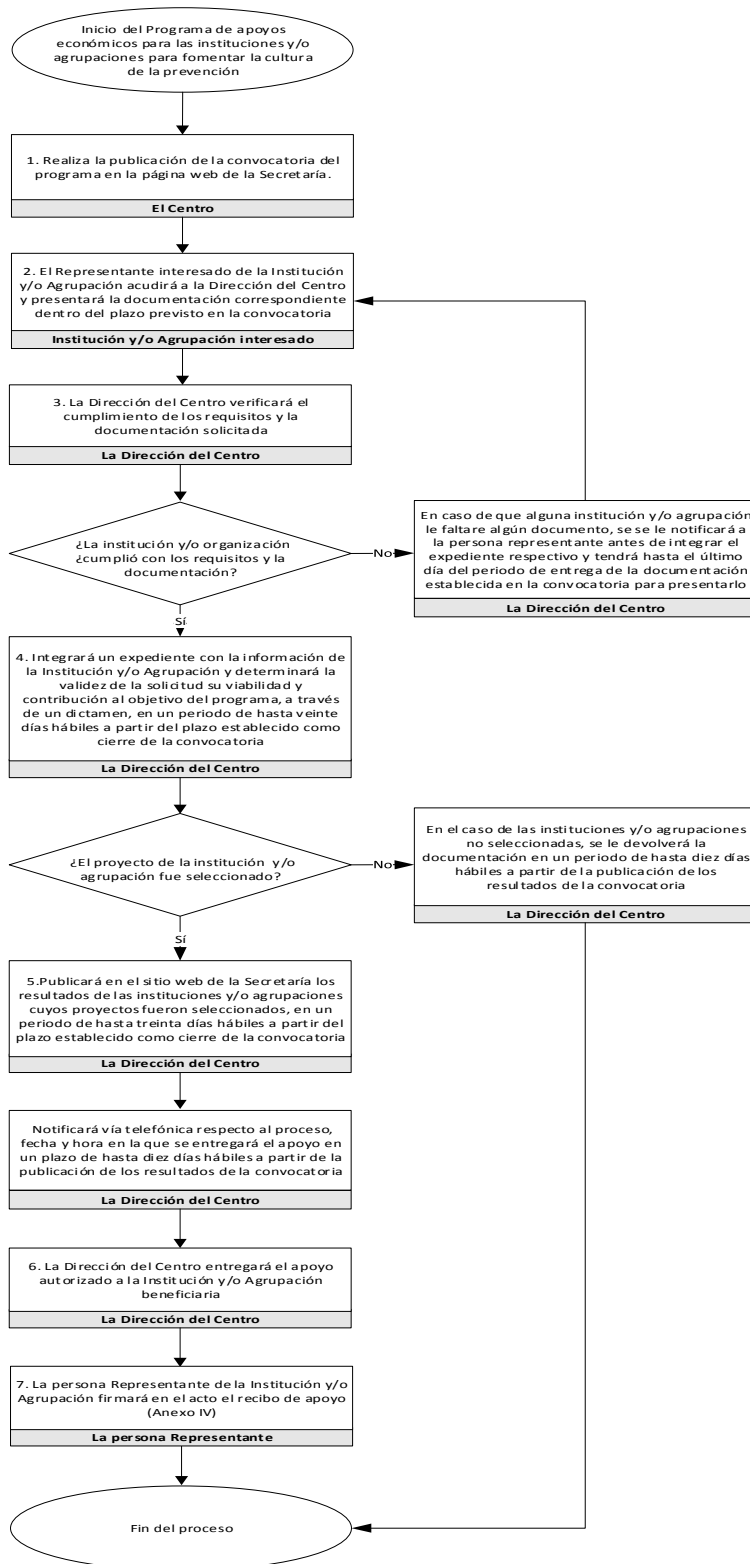 Inicio del Programa de apoyos
económicos para las instituciones y/o
agrupaciones para fomentar la cultura
de la prevención
1. Realiza la publicación de la convocatoria del
programa en la página web de la Secretaría.
El Centro
2. El Representante interesado de la Institución
y/o Agrupación acudirá a la Dirección del Centro
y presentará la documentación correspondiente
dentro del plazo previsto en la convocatoria
Institución y/o Agrupación interesado
3. La Dirección del Centro verificará el
cumplimiento de los requisitos y la
documentación solicitada
La Dirección del Centro
¿La institución y/o organización
¿cumplió con los requisitos y la
documentación?
No
En caso de que alguna institución y/o agrupación
le faltare algún documento, se se le notificará a
la persona representante antes de integrar el
expediente respectivo y tendrá hasta el último
día del periodo de entrega de la documentación
establecida en la convocatoria para presentarlo
La Dirección del Centro
Sí
4. Integrará un expediente con la información de
la Institución y/o Agrupación y determinará la
validez de la solicitud su viabilidad y
contribución al objetivo del programa, a través
de un dictamen, en un periodo de hasta veinte
días hábiles a partir del plazo establecido como
cierre de la convocatoria
La Dirección del Centro
¿El proyecto de la institución y/o
agrupación fue seleccionado?
No
En el caso de las instituciones y/o agrupaciones
no seleccionadas, se le devolverá la
documentación en un periodo de hasta diez días
hábiles a partir de la publicación de los
resultados de la convocatoria
La Dirección del Centro
Sí
5.Publicará en el sitio web de la Secretaría los
resultados de las instituciones y/o agrupaciones
cuyos proyectos fueron seleccionados, en un
periodo de hasta treinta días hábiles a partir del
plazo establecido como cierre de la convocatoria
La Dirección del Centro
Notificará vía telefónica respecto al proceso,
fecha y hora en la que se entregará el apoyo en
un plazo de hasta diez días hábiles a partir de la
publicación de los resultados de la convocatoria
La Dirección del Centro
6. La Dirección del Centro entregará el apoyo
autorizado a la Institución y/o Agrupación
beneficiaria
La Dirección del Centro
7. La persona Representante de la Institución y/o
Agrupación firmará en el acto el recibo de apoyo
(Anexo IV)
La persona Representante
Fin del proceso